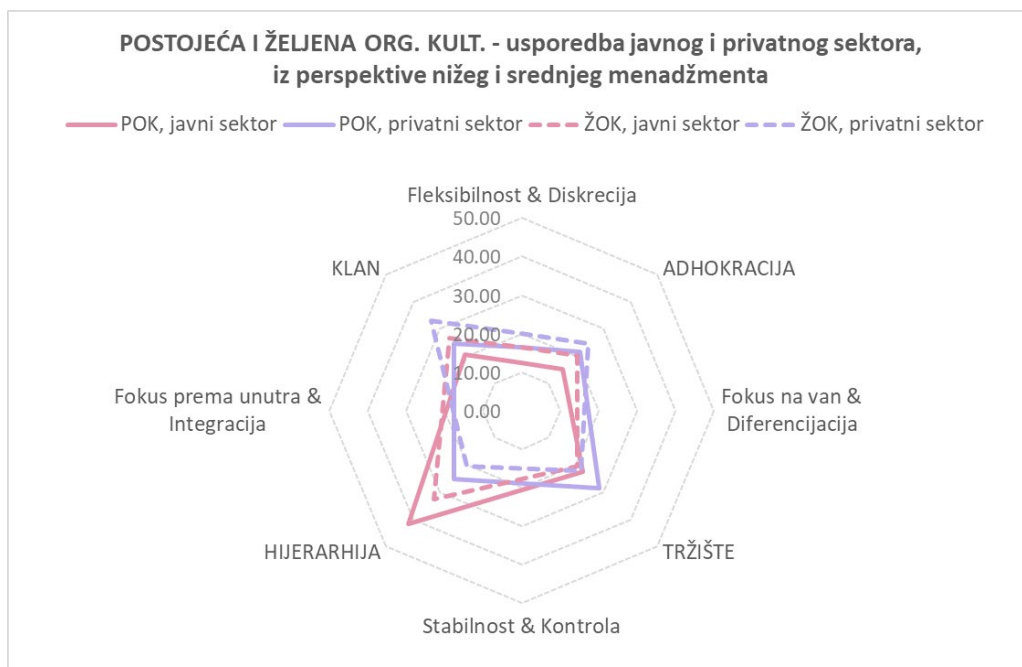 POSTOJEĆA I ŽELJENA ORG. KULT. - usporedba javnog i privatnog sektora,
iz perspektive nižeg i srednjeg menadžmenta
POK, javni sektor POK, privatni sektor ŽOK, javni sektor ŽOK, privatni sektor
Fleksibilnost & Diskrecija
50.00
40.00
30.00
20.00
10.00
0.00
KLAN
ADHOKRACIJA
Fokus prema unutra &
Integracija
Fokus na van &
Diferencijacija
HIJERARHIJA
TRŽIŠTE
Stabilnost & Kontrola